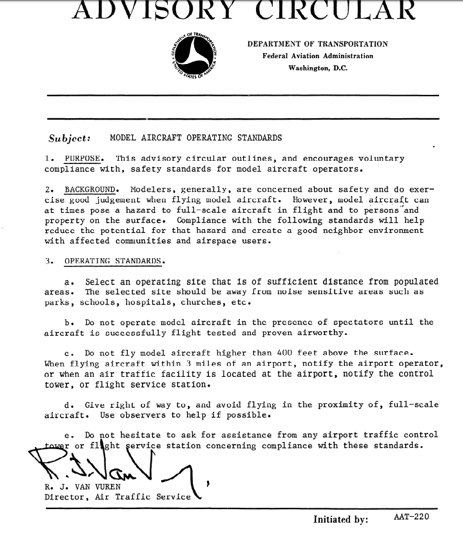 ADVISORY CIRCULAR
DEPARTMENT OF TRANSPORTATION
Federal Aviation Administration
Washington, D.C.
Subject: MODEL AIRCRAFT OPERATING STANDARDS
1. PURPOSE. This advisory circular outlines, and encourages voluntary
compliance with, safety standards for model aircraft operators.
2. BACKGROUND. Modelers, generally, are concerned about safety and do exer-
cise good judgement when flying model aircraft. However, model aircraft can
at times pose a hazard to full-scale aircraft in flight and to persons and
property on the surface. Compliance with the following standards will help
reduce the potential for that hazard and create a good neighbor environment
with affected communities and airspace users.
3. OPERATING STANDARDS.
a. Select an operating site that is of sufficient distance from populated
areas. The selected site should be away from noise sensitive areas such as
parks, schools, hospitals, churches, etc.
b. Do not operate model aircraft in the presence of spectators until the
aircraft is successfully flight tested and proven airworthy.
c. Do not fly model aircraft higher than 400 feet above the surface.
When flying aircraft within 3 miles of an airport, notify the airport operator,
or when an air traffic facility is located at the airport, notify the control
tower, or flight service station.
d. Give right of way to, and avoid flying in the proximity of, full-scale
aircraft. Use observers to help if possible.
e. Do not hesitate to ask for assistance from any airport traffic control
tower or flight service station concerning compliance with these standards.
R. J. Van V
R. J. VAN VUREN
Director, Air Traffic Service
Initiated by: AAT-220